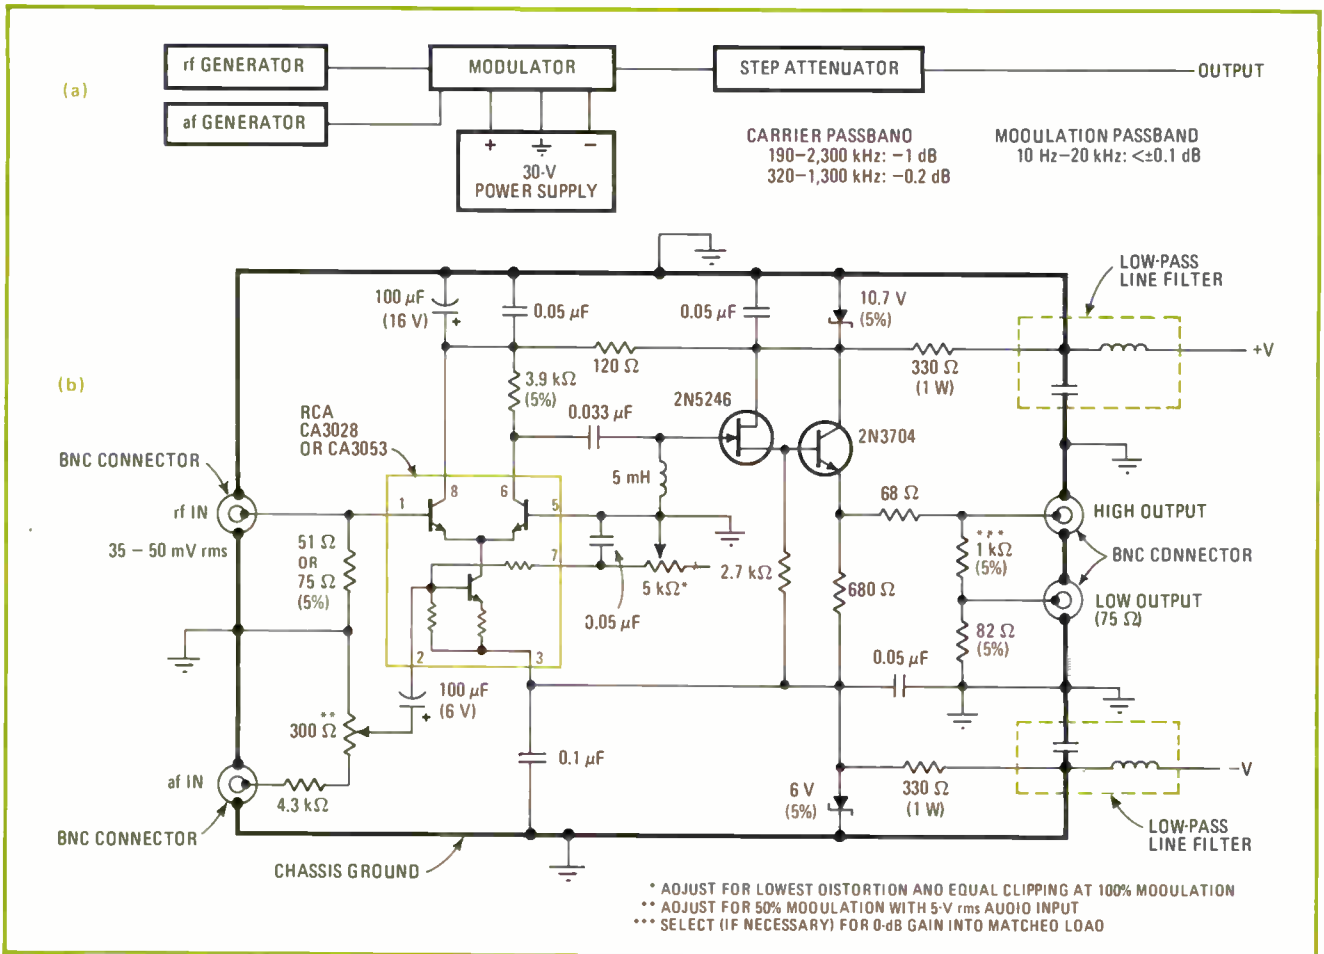 (a)
rf GENERATOR
MODULATOR
STEP ATTENUATOR
OUTPUT
af GENERATOR
+ −
30-V
POWER SUPPLY
CARRIER PASSBAND
190–2,300 kHz: −1 dB
320–1,300 kHz: −0.2 dB
MODULATION PASSBAND
10 Hz–20 kHz: <±0.1 dB
(b)
LOW-PASS
LINE FILTER
100 µF
(16 V)
+
0.05 µF
0.05 µF
10.7 V
(5%)
120 Ω
330 Ω
(1 W)
+V
3.9 kΩ
(5%)
RCA
CA3028
OR CA3053
0.033 µF
2N5246
2N3704
BNC CONNECTOR
rf IN
35 – 50 mV rms
1
8
6
5
5 mH
68 Ω
HIGH OUTPUT
BNC CONNECTOR
51 Ω
OR
75 Ω
(5%)
7
5 kΩ*
0.05 µF
2.7 kΩ
680 Ω
***
1 kΩ
(5%)
LOW OUTPUT
(75 Ω)
82 Ω
(5%)
2
3
0.05 µF
100 µF
(6 V)
+
**
300 Ω
0.1 µF
af IN
4.3 kΩ
6 V
(5%)
330 Ω
(1 W)
−V
BNC CONNECTOR
LOW-PASS
LINE FILTER
CHASSIS GROUND
* ADJUST FOR LOWEST DISTORTION AND EQUAL CLIPPING AT 100% MODULATION
** ADJUST FOR 50% MODULATION WITH 5-V rms AUDIO INPUT
*** SELECT (IF NECESSARY) FOR 0-dB GAIN INTO MATCHED LOAD